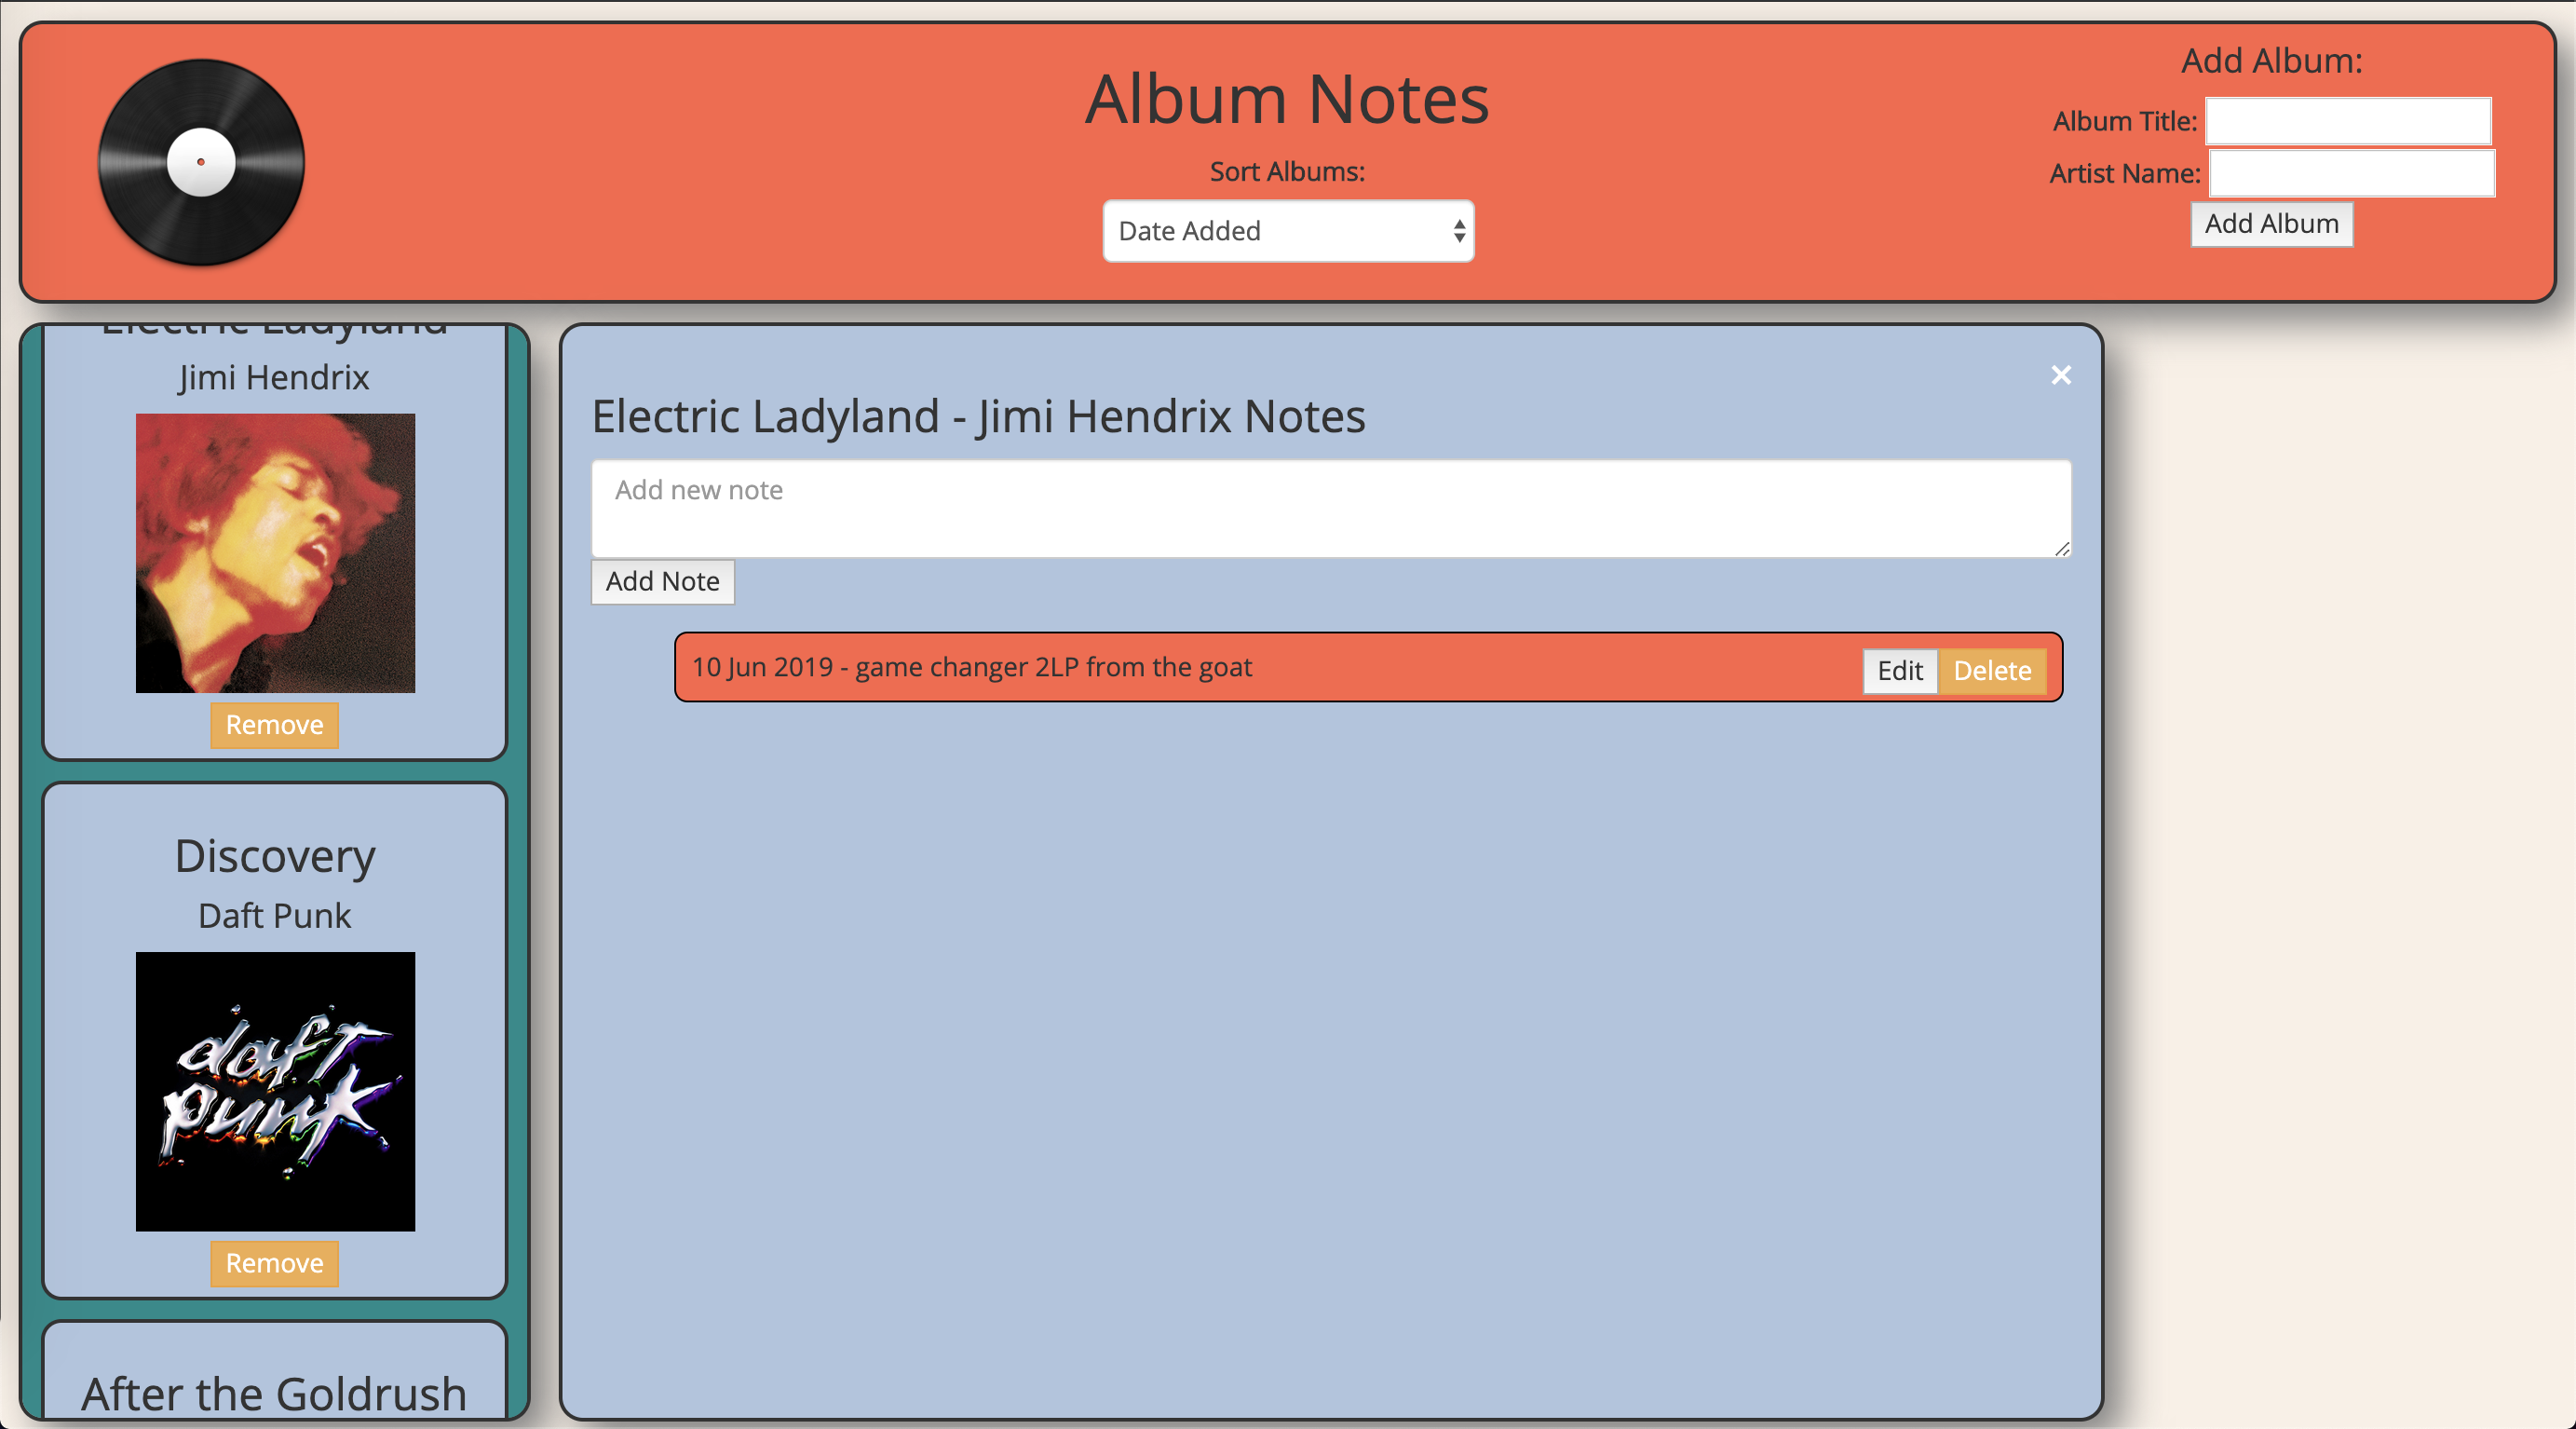 Album Notes
Sort Albums:
Date Added
Add Album:
Album Title:
Artist Name:
Add Album
Electric Ladyland
Jimi Hendrix
Remove
Discovery
Daft Punk
daft
punk
Remove
After the Goldrush
×
Electric Ladyland - Jimi Hendrix Notes
Add new note
Add Note
10 Jun 2019 - game changer 2LP from the goat
Edit
Delete